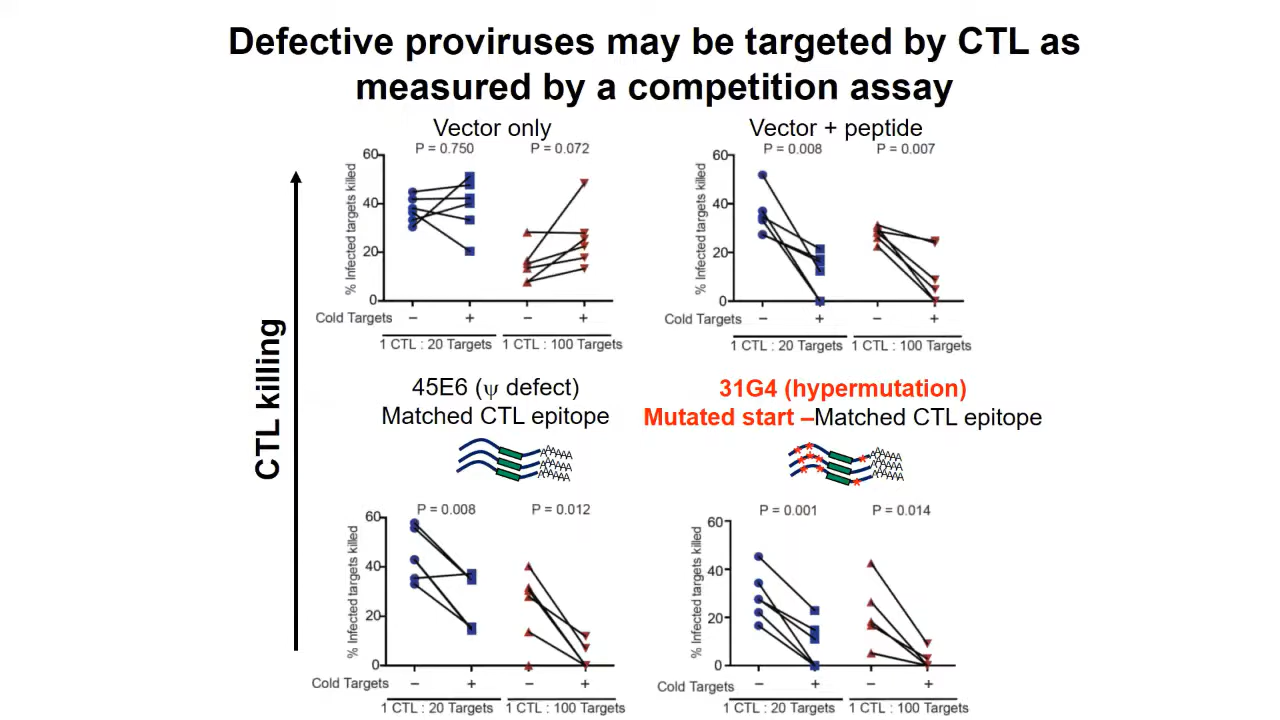 Defective proviruses may be targeted by CTL as
measured by a competition assay
CTL killing
Vector only
P = 0.750
P = 0.072
% Infected targets killed
60
40
20
0
Cold Targets
−
+
−
+
1 CTL : 20 Targets
1 CTL : 100 Targets
Vector + peptide
P = 0.008
P = 0.007
% Infected targets killed
60
40
20
0
Cold Targets
−
+
−
+
1 CTL : 20 Targets
1 CTL : 100 Targets
45E6 (ψ defect)
Matched CTL epitope
AAAAA
AAAAA
AAAAA
P = 0.008
P = 0.012
% Infected targets killed
60
40
20
0
Cold Targets
−
+
−
+
1 CTL : 20 Targets
1 CTL : 100 Targets
31G4 (hypermutation)
Mutated start –Matched CTL epitope
AAAAA
AAAAA
AAAAA
P = 0.001
P = 0.014
% Infected targets killed
60
40
20
0
Cold Targets
−
+
−
+
1 CTL : 20 Targets
1 CTL : 100 Targets